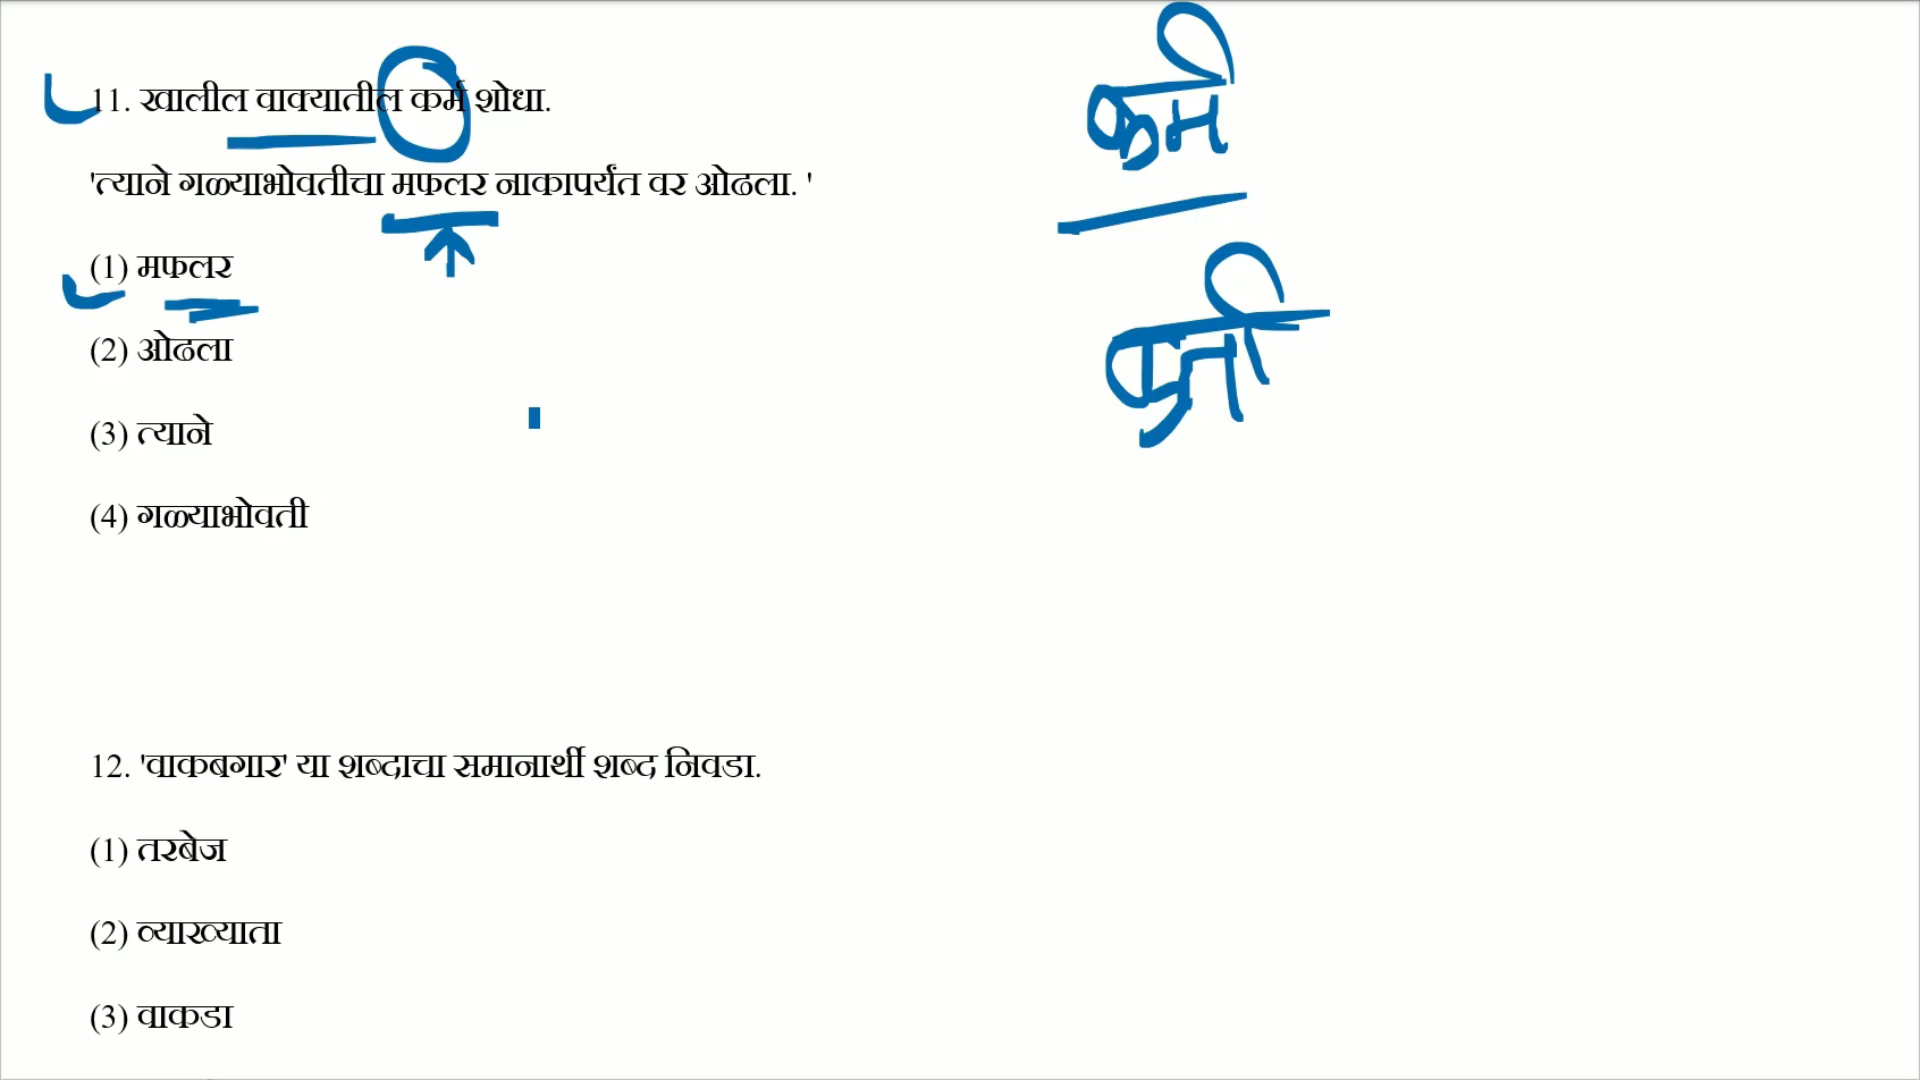 11. खालील वाक्यातील कर्म शोधा.
'त्याने गळ्याभोवतीचा मफलर नाकापर्यंत वर ओढला. '
(1) मफलर
(2) ओढला
(3) त्याने
(4) गळ्याभोवती
कर्म
कर्ता
12. 'वाकबगार' या शब्दाचा समानार्थी शब्द निवडा.
(1) तरबेज
(2) व्याख्याता
(3) वाकडा